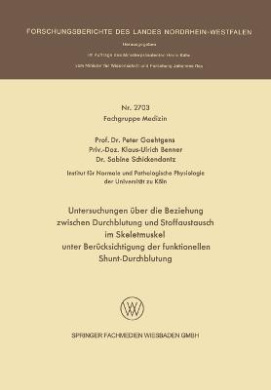 FORSCHUNGSBERICHTE DES LANDES NORDRHEIN-WESTFALEN
Herausgegeben
im Auftrage des Ministerpräsidenten Heinz Kühn
vom Minister für Wissenschaft und Forschung Johannes Rau
Nr. 2703
Fachgruppe Medizin
Prof. Dr. Peter Gaehtgens
Priv.-Doz. Klaus-Ulrich Benner
Dr. Sabine Schickendantz
Institut für Normale und Pathologische Physiologie
der Universität zu Köln
Untersuchungen über die Beziehung
zwischen Durchblutung und Stoffaustausch
im Skeletmuskel
unter Berücksichtigung der funktionellen
Shunt-Durchblutung
SPRINGER FACHMEDIEN WIESBADEN GMBH